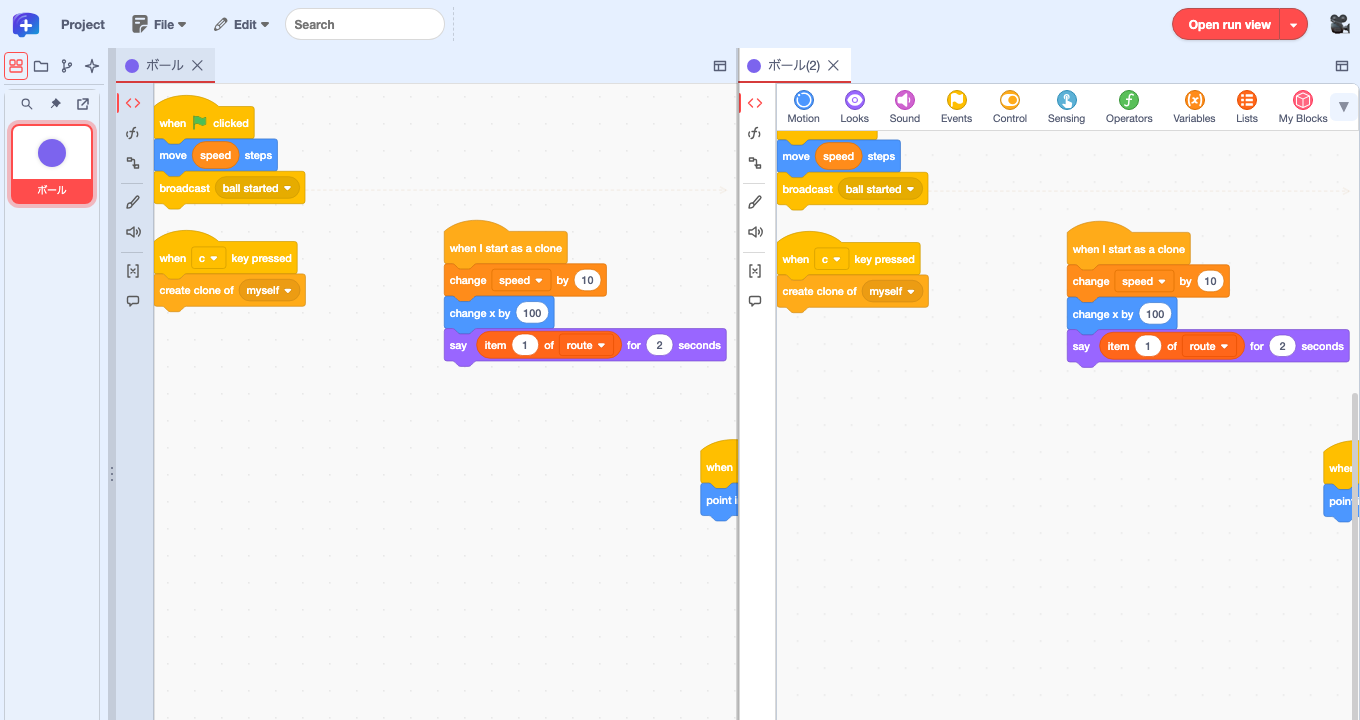 Project
File
Edit
Search
Open run view
ボール
ボール
when clicked
move speed steps
broadcast ball started
when c key pressed
create clone of myself
when I start as a clone
change speed by 10
change x by 100
say item 1 of route for 2 seconds
when
point i
ボール(2)
Motion Looks Sound Events Control Sensing Operators Variables Lists My Blocks
move speed steps
broadcast ball started
when c key pressed
create clone of myself
when I start as a clone
change speed by 10
change x by 100
say item 1 of route for 2 seconds
when
point